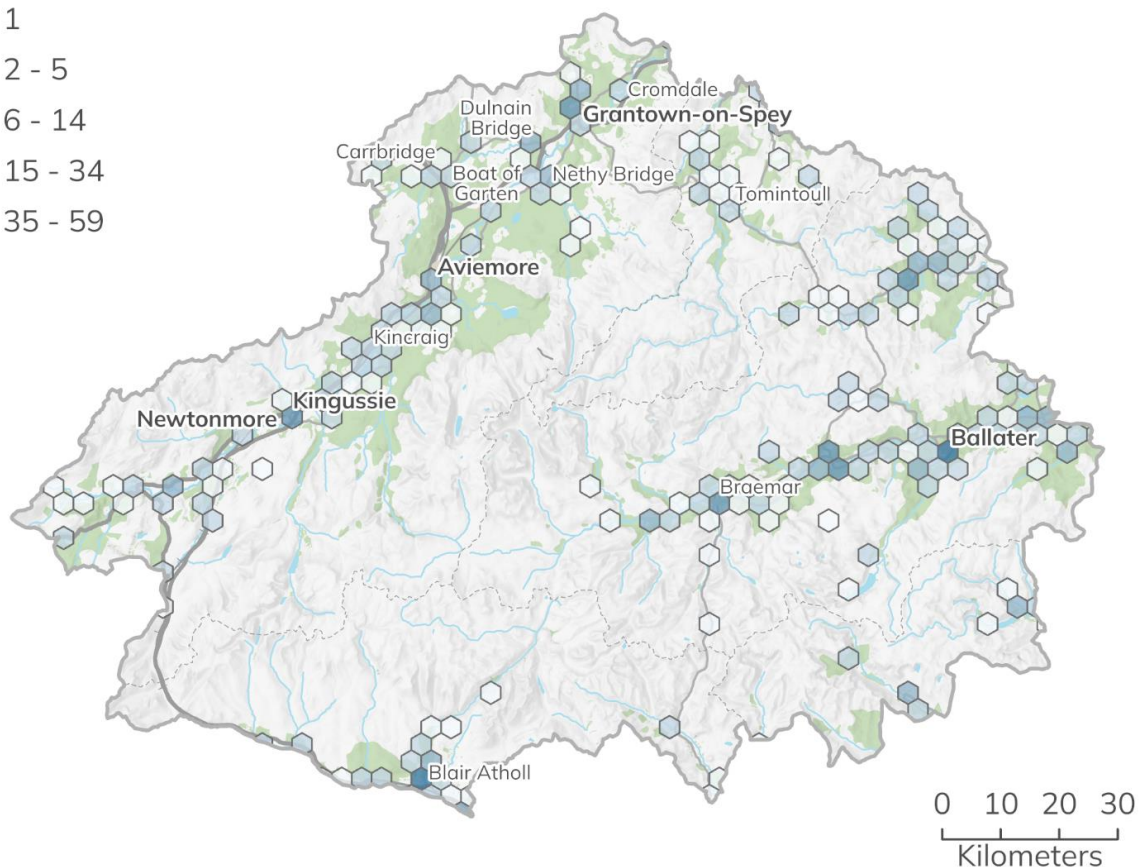 1
2 - 5
6 - 14
15 - 34
35 - 59
Cromdale
Grantown-on-Spey
Dulnain
Bridge
Carrbridge
Boat of
Garten
Nethy Bridge
Tomintoull
Aviemore
Kincraig
Kingussie
Newtonmore
Ballater
Braemar
Blair Atholl
0 10 20 30
Kilometers